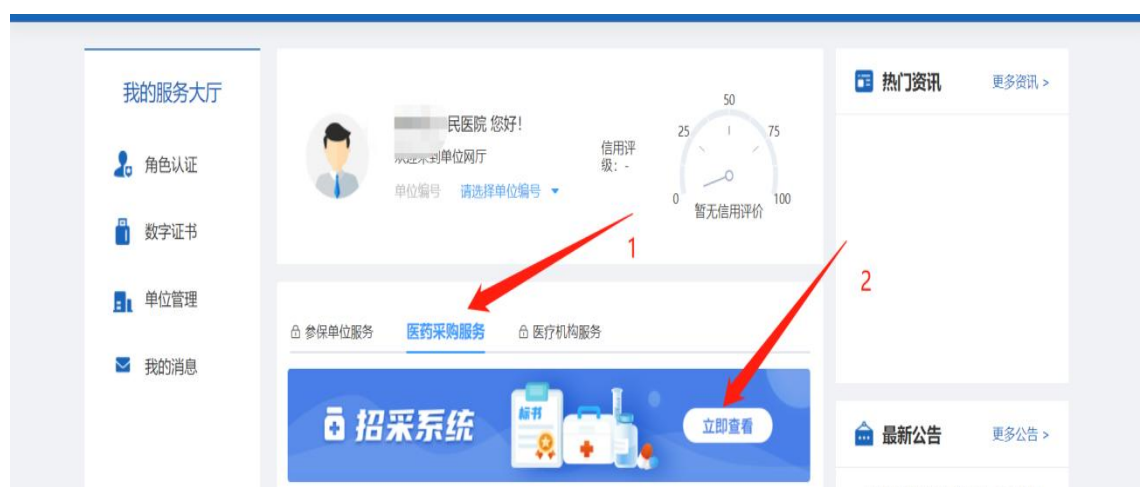 我的服务大厅
角色认证
数字证书
单位管理
我的消息
民医院 您好!
欢迎来到单位网厅
单位编号 请选择单位编号
信用评
级: -
0
25
50
75
100
暂无信用评价
1
参保单位服务 医药采购服务 医疗机构服务
招采系统
标书
立即查看
2
热门资讯 更多资讯 >
最新公告 更多公告 >